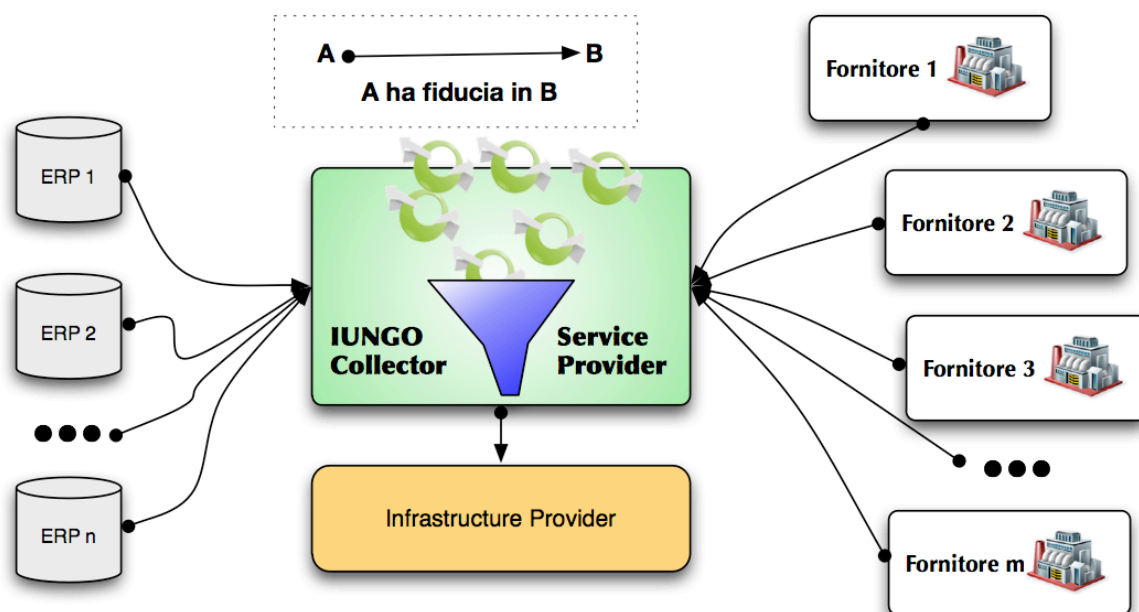 A B
A ha fiducia in B
ERP 1
ERP 2
ERP n
IUNGO
Collector
Service
Provider
Infrastructure Provider
Fornitore 1
Fornitore 2
Fornitore 3
Fornitore m